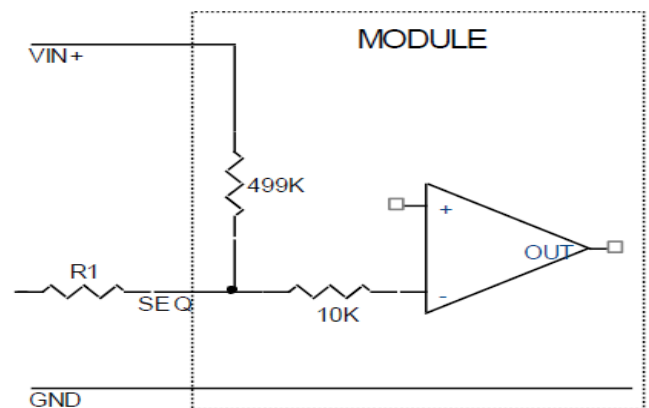 MODULE
VIN+
499K
+
OUT
R1
SEQ
10K
-
GND